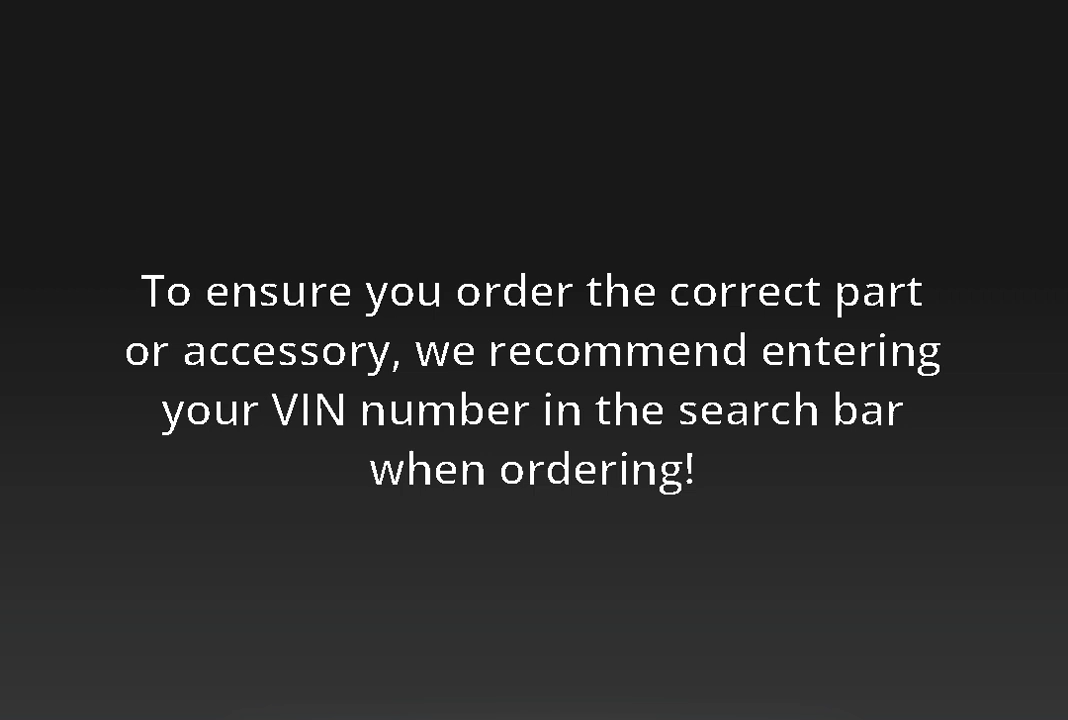 To ensure you order the correct part
or accessory, we recommend entering
your VIN number in the search bar
when ordering!